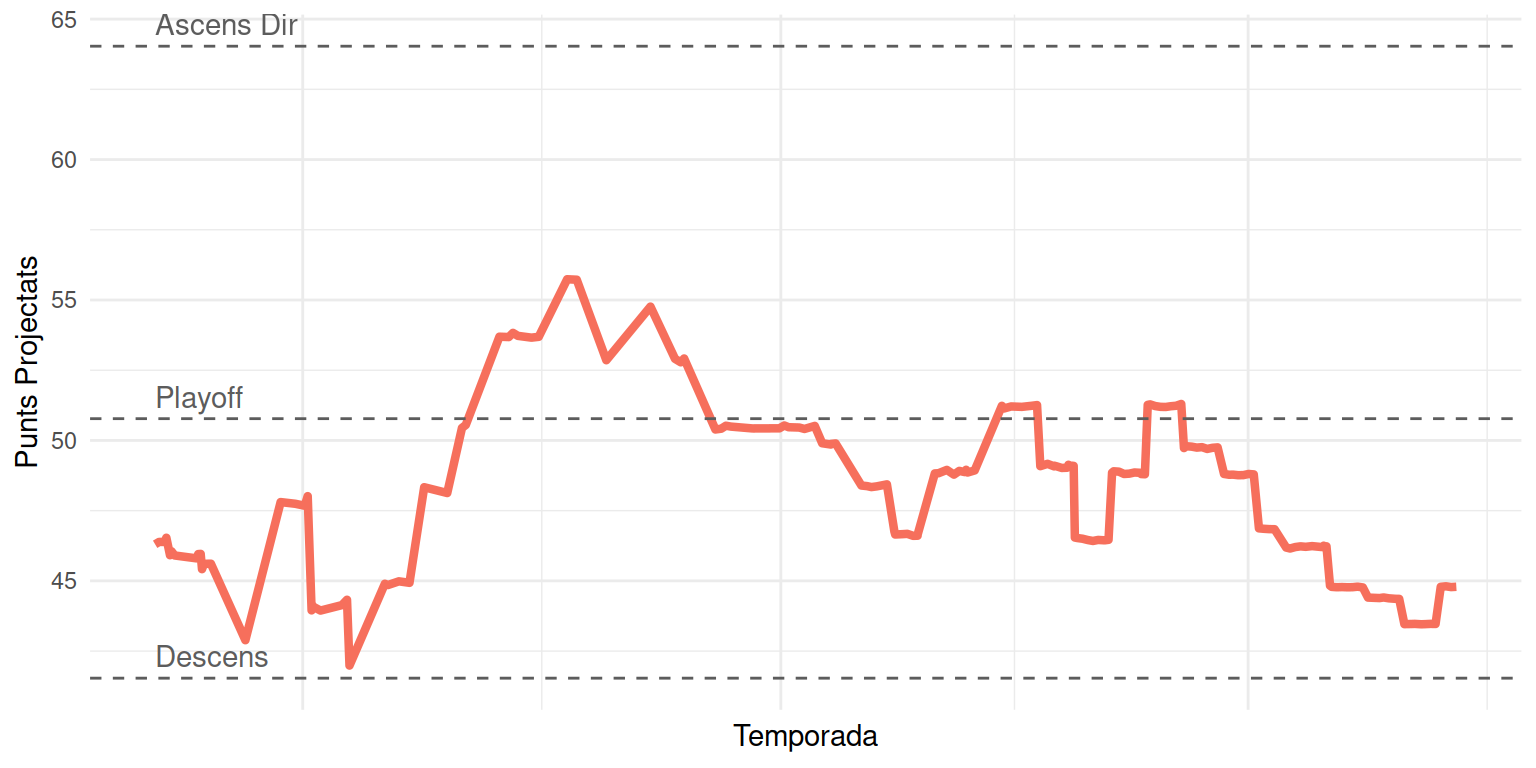 65
Ascens Dir
60
55
Playoff
50
45
Descens
Punts Projectats
Temporada